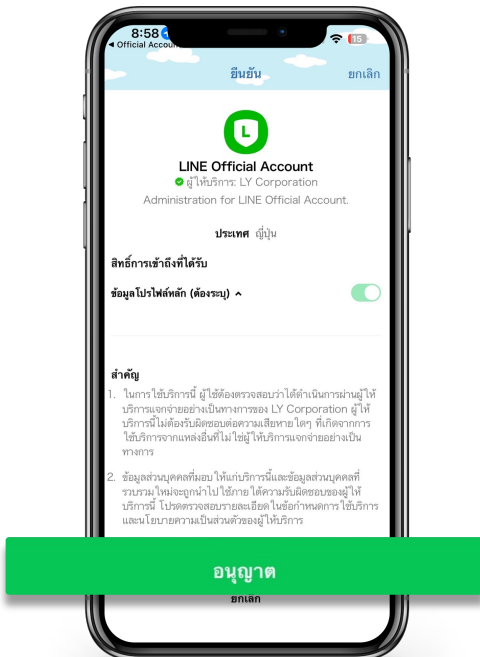 8:58
15
◀ Official Accou
ยืนยัน
ยกเลิก
L
LINE Official Account
ผู้ให้บริการ: LY Corporation
Administration for LINE Official Account.
ประเทศ ญี่ปุ่น
สิทธิ์การเข้าถึงที่ได้รับ
ข้อมูลโปรไฟล์หลัก (ต้องระบุ)
สำคัญ
1. ในการใช้บริการนี้ ผู้ใช้ต้องตรวจสอบว่าได้ดำเนินการผ่านผู้ให้
บริการแจกจ่ายอย่างเป็นทางการของ LY Corporation ผู้ให้
บริการนี้ไม่ต้องรับผิดชอบต่อความเสียหายใดๆ ที่เกิดจากการ
ใช้บริการจากแหล่งอื่นที่ไม่ใช่ผู้ให้บริการแจกจ่ายอย่างเป็น
ทางการ
2. ข้อมูลส่วนบุคคลที่มอบให้แก่บริการนี้และข้อมูลส่วนบุคคลที่
รวบรวมใหม่จะถูกนำไปใช้ภายใต้ความรับผิดชอบของผู้ให้
บริการนี้ โปรดตรวจสอบรายละเอียดในข้อกำหนดการใช้บริการ
และนโยบายความเป็นส่วนตัวของผู้ให้บริการ
อนุญาต
ยกเลิก